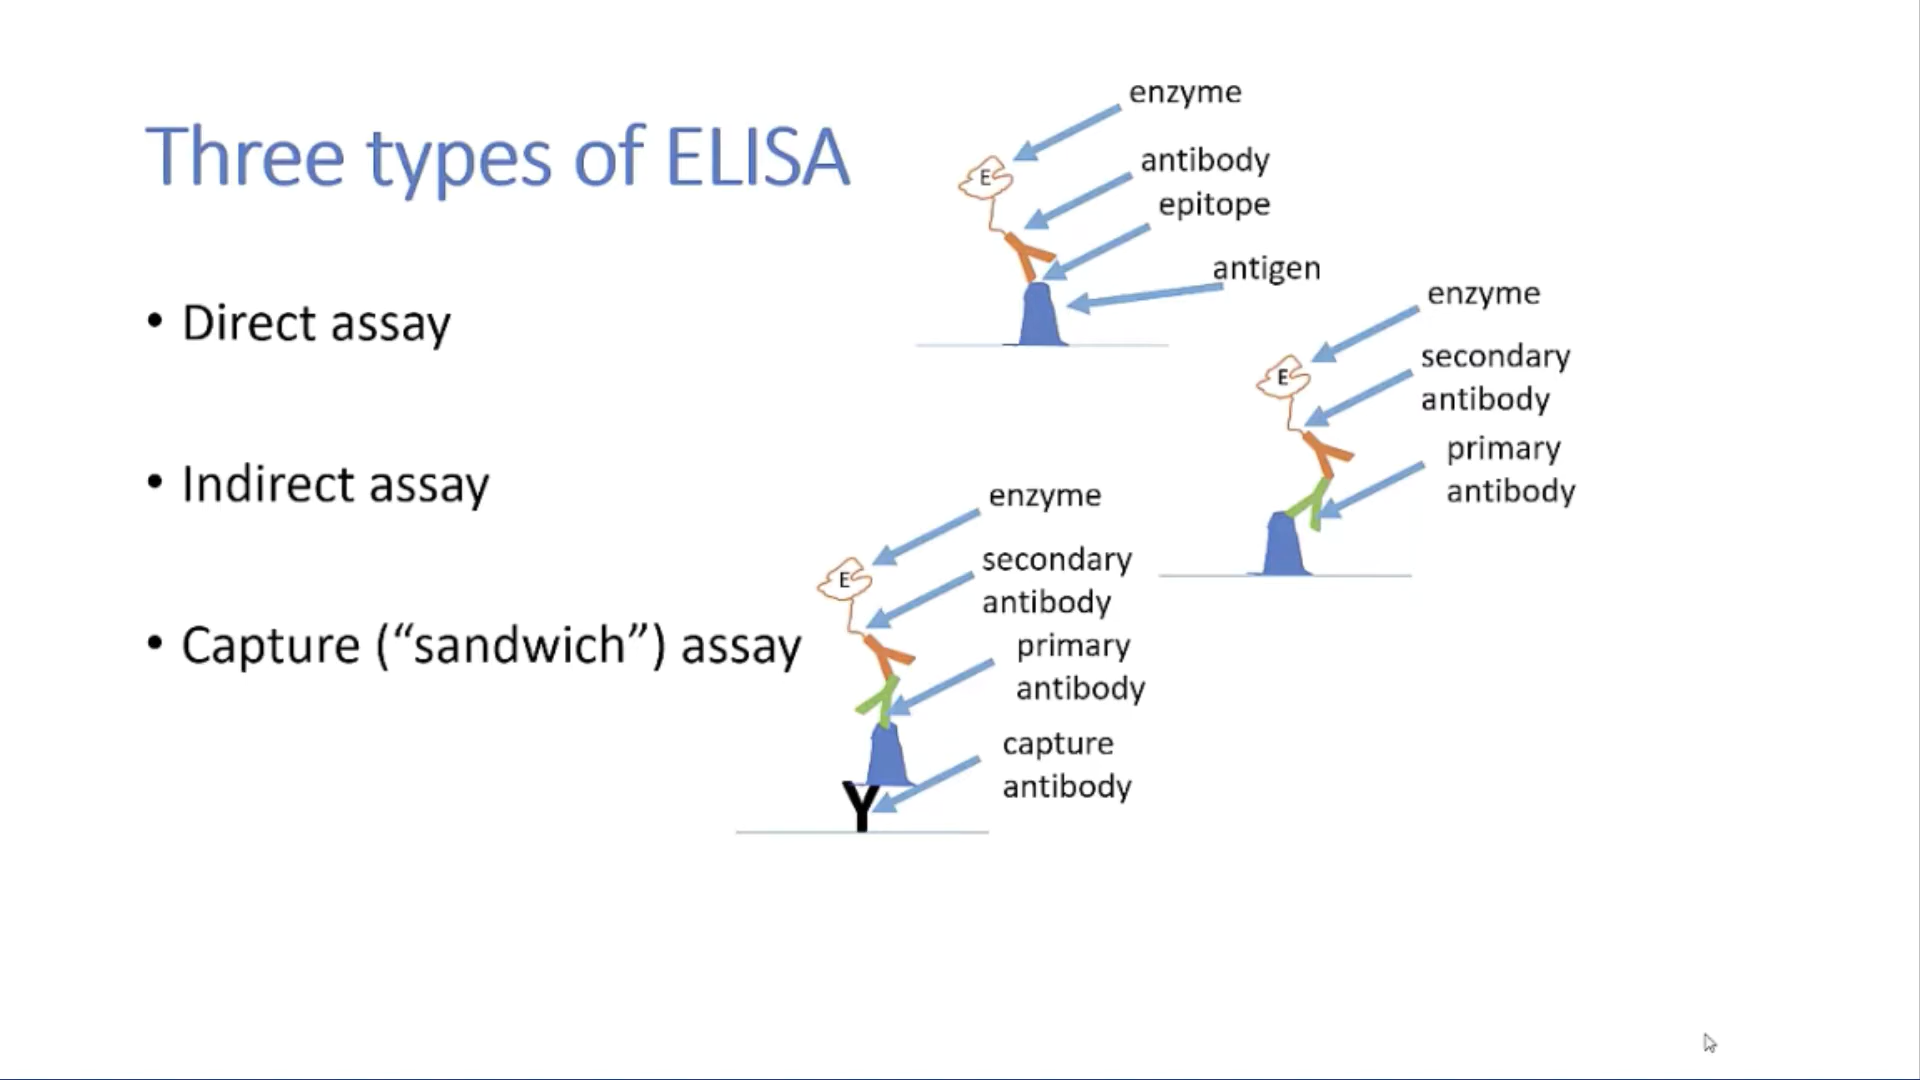 Three types of ELISA
• Direct assay
• Indirect assay
• Capture (“sandwich”) assay
enzyme
antibody
epitope
antigen
E
enzyme
secondary
antibody
primary
antibody
E
enzyme
secondary
antibody
primary
antibody
capture
antibody
E
Y